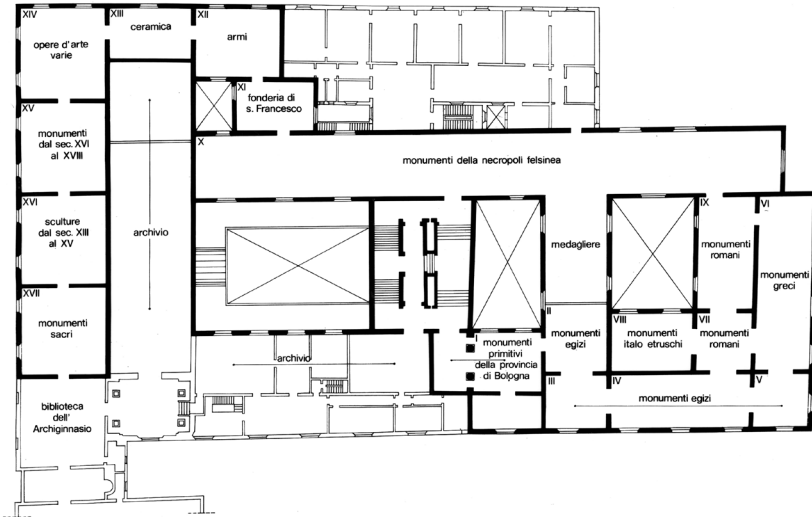 XIV
opere d'arte
varie
XIII
ceramica
XII
armi
XI
fonderia di
s. Francesco
XV
monumenti
dal sec. XVI
al XVIII
X
monumenti della necropoli felsinea
XVI
sculture
dal sec. XIII
al XV
archivio
medagliere
IX
monumenti
romani
VI
monumenti
greci
XVII
monumenti
sacri
archivio
I
monumenti
primitivi
della provincia
di Bologna
II
monumenti
egizi
VIII
monumenti
italo etruschi
VII
monumenti
romani
biblioteca
dell'
Archiginnasio
III
IV
monumenti egizi
V